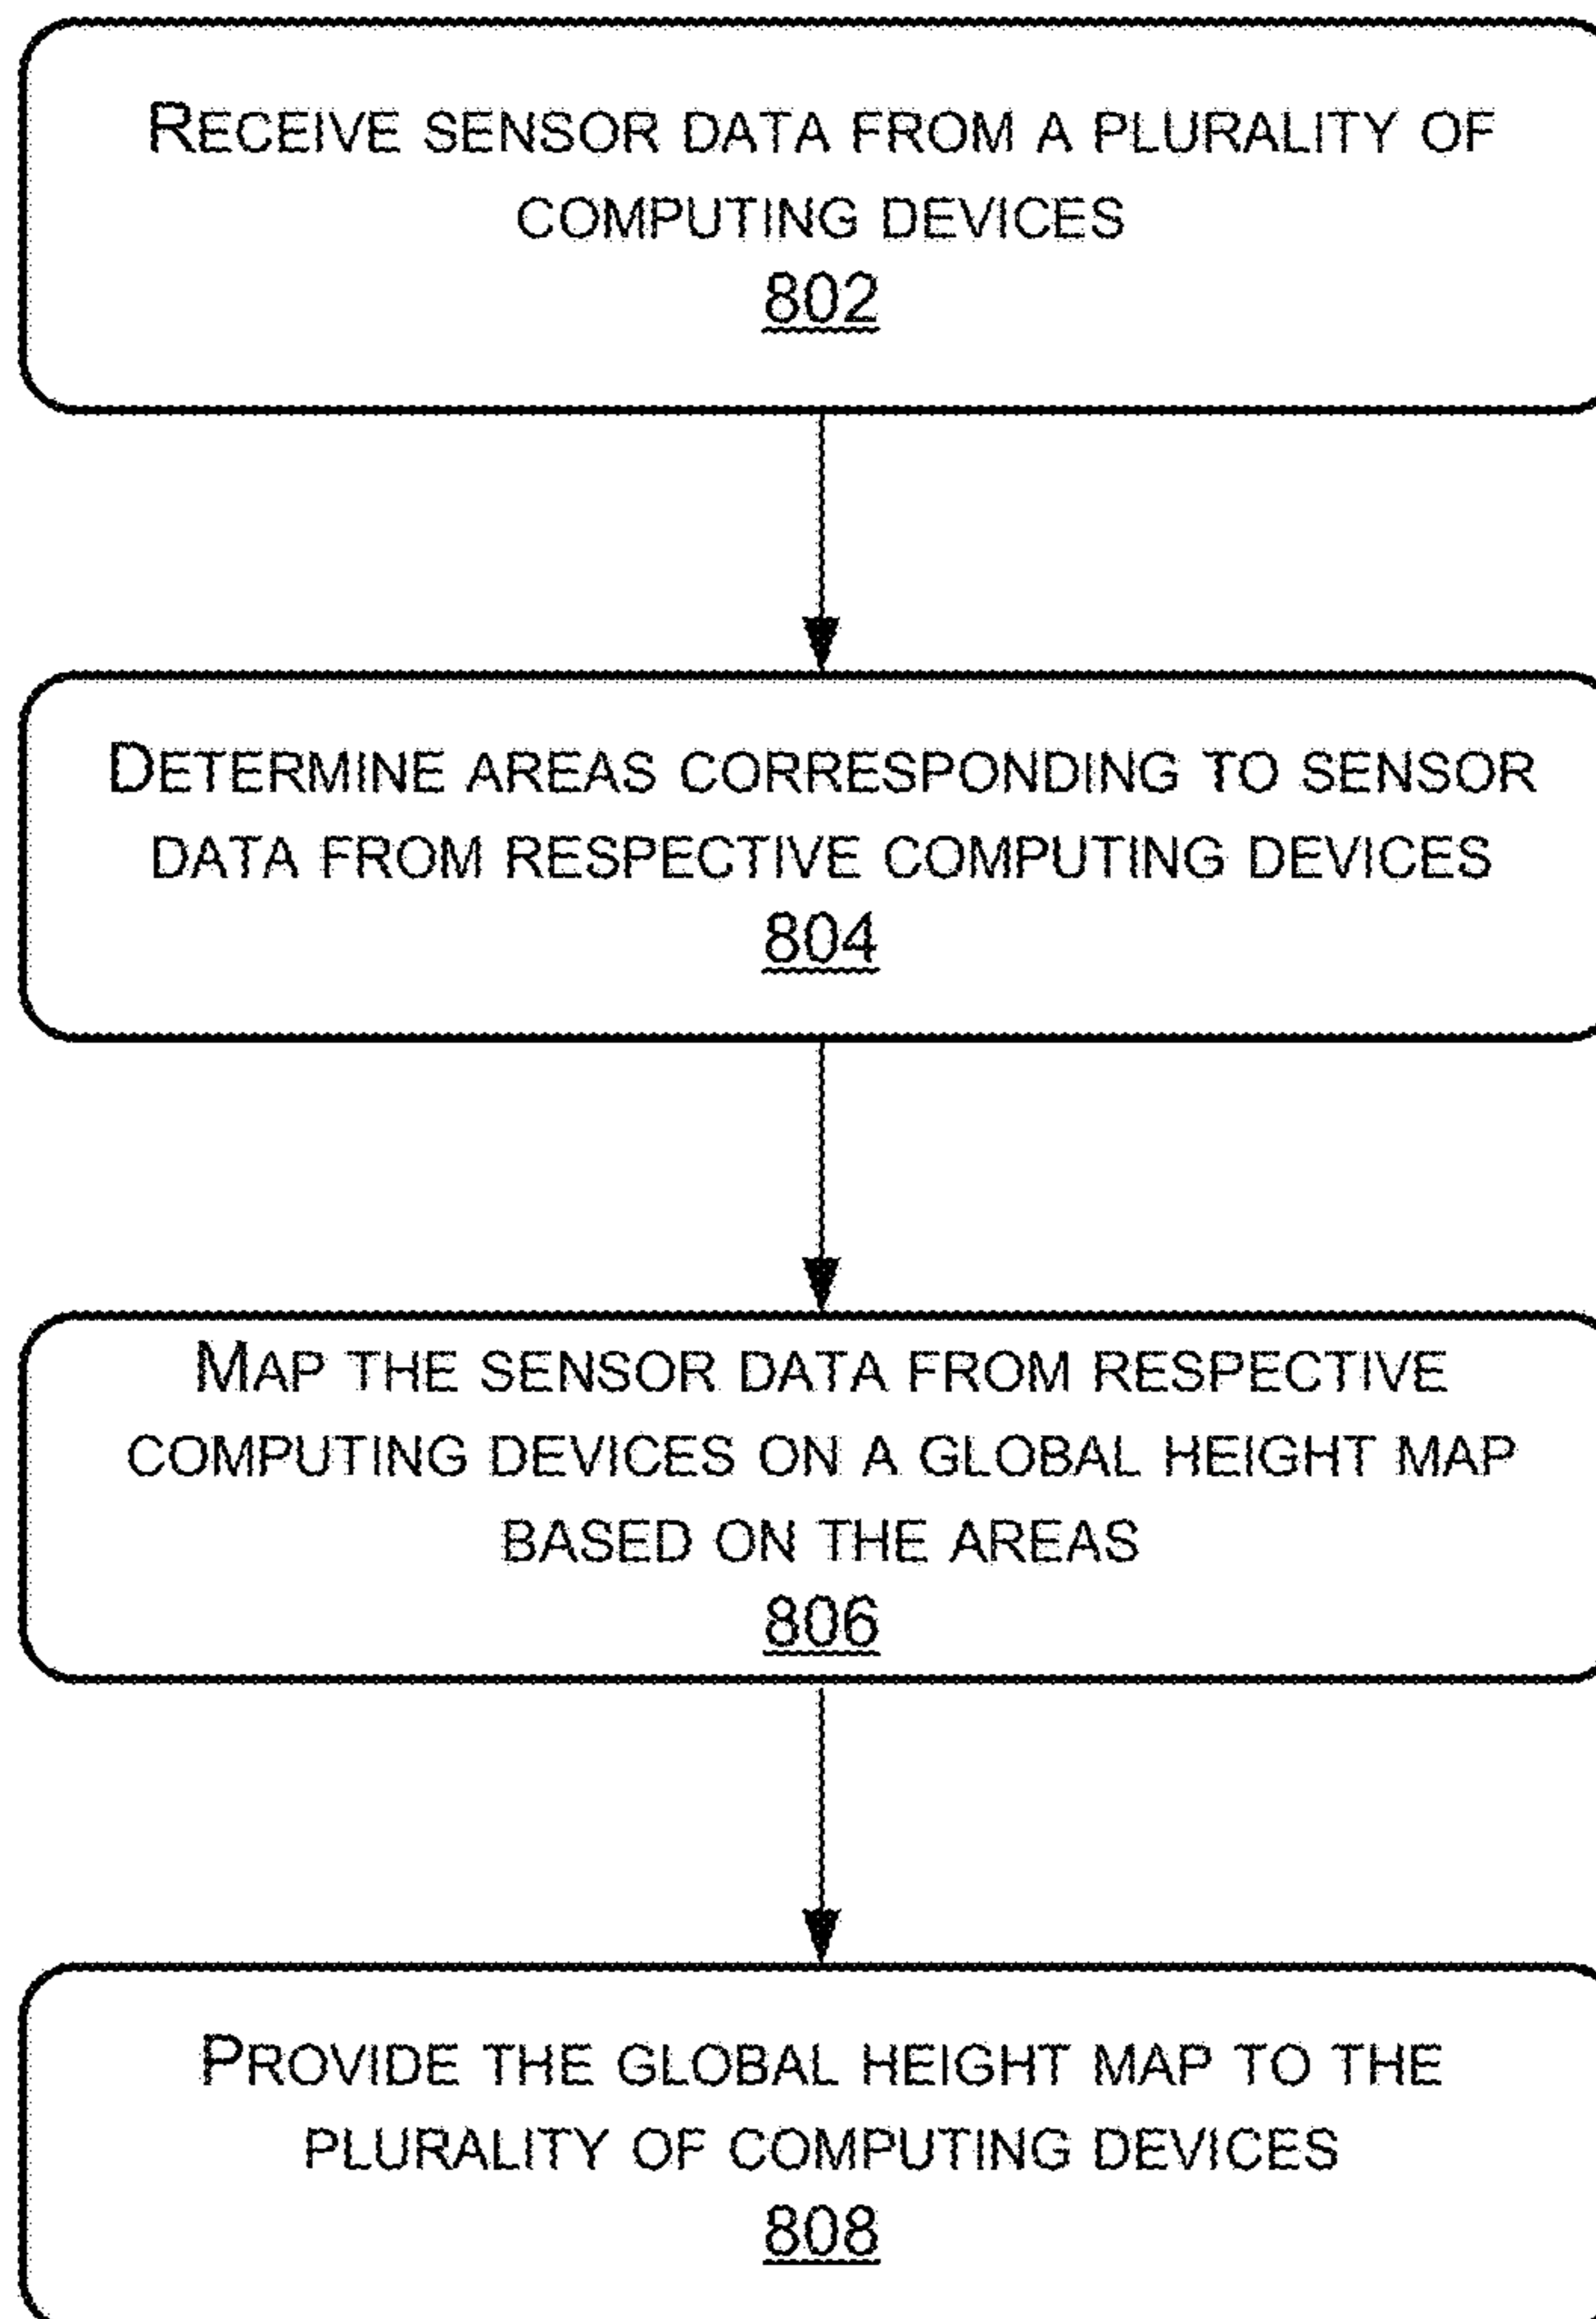 RECEIVE SENSOR DATA FROM A PLURALITY OF
COMPUTING DEVICES
802
DETERMINE AREAS CORRESPONDING TO SENSOR
DATA FROM RESPECTIVE COMPUTING DEVICES
804
MAP THE SENSOR DATA FROM RESPECTIVE
COMPUTING DEVICES ON A GLOBAL HEIGHT MAP
BASED ON THE AREAS
806
PROVIDE THE GLOBAL HEIGHT MAP TO THE
PLURALITY OF COMPUTING DEVICES
808